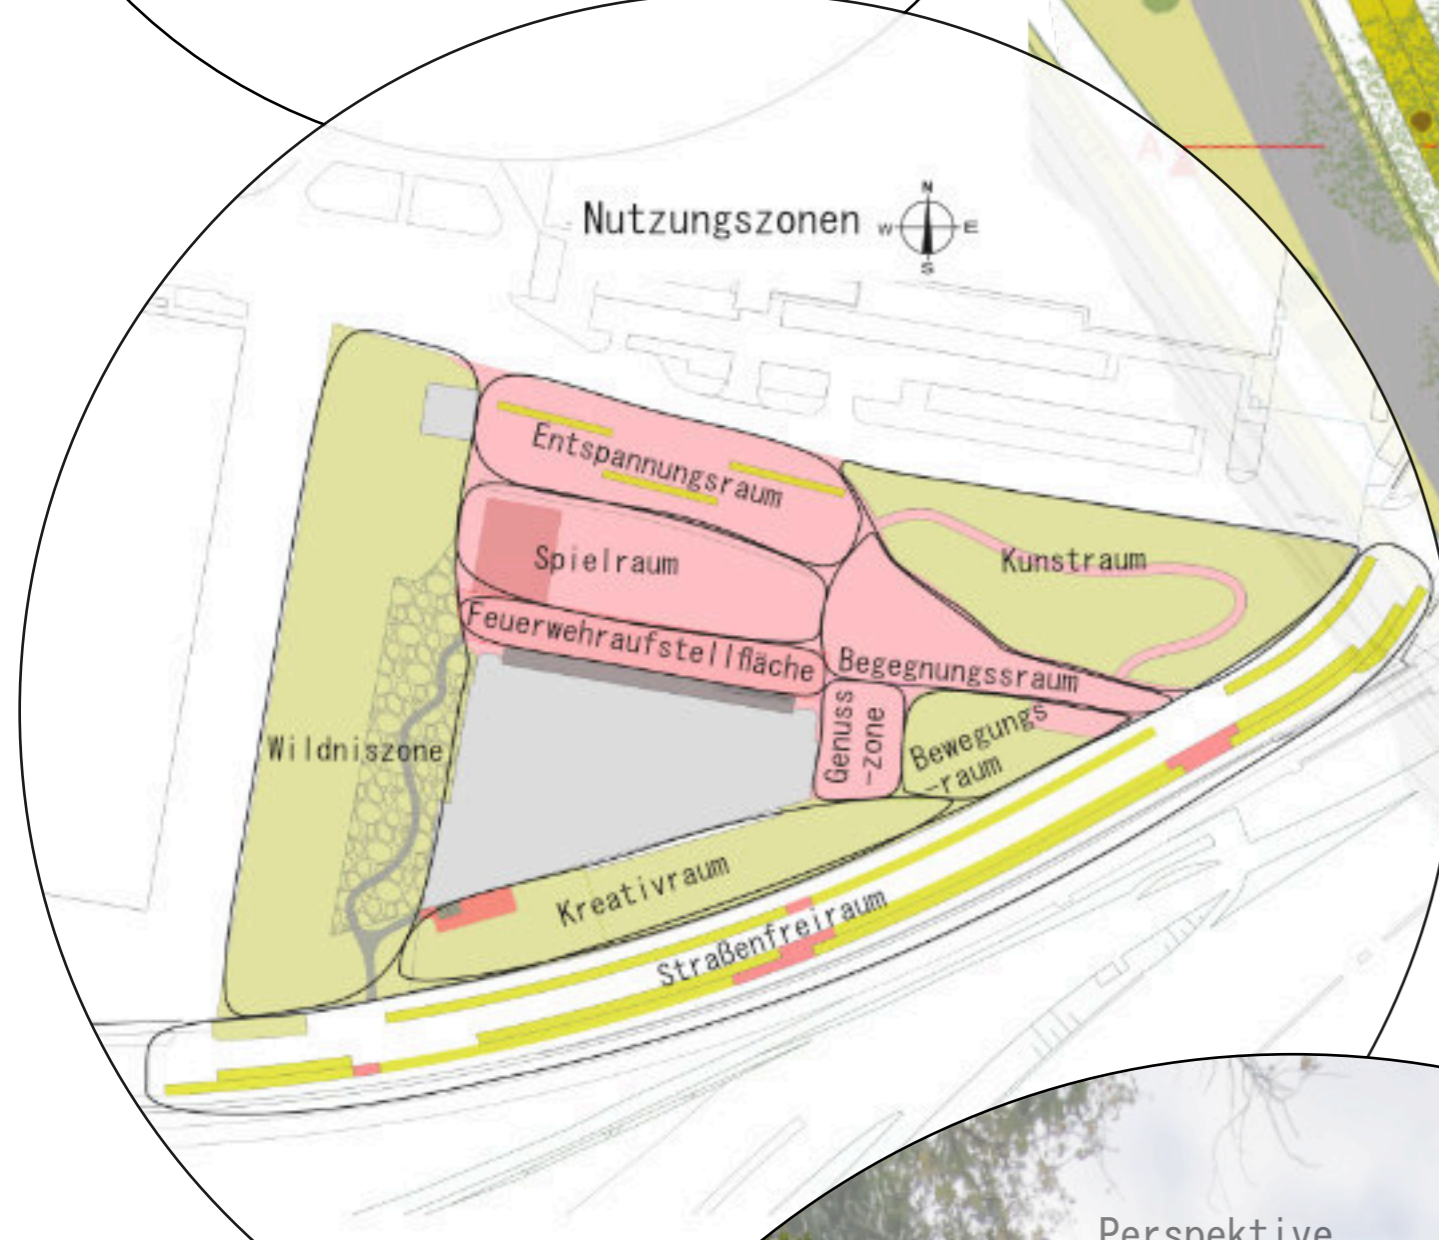 Nutzungszonen
N
W
E
S
Entspannungsraum
Spielraum
Kunstraum
Feuerwehraufstellfläche
Begegnungssraum
Genuss
-zone
Bewegungs
-raum
Wildniszone
Kreativraum
Straßenfreiraum
A
Perspektive